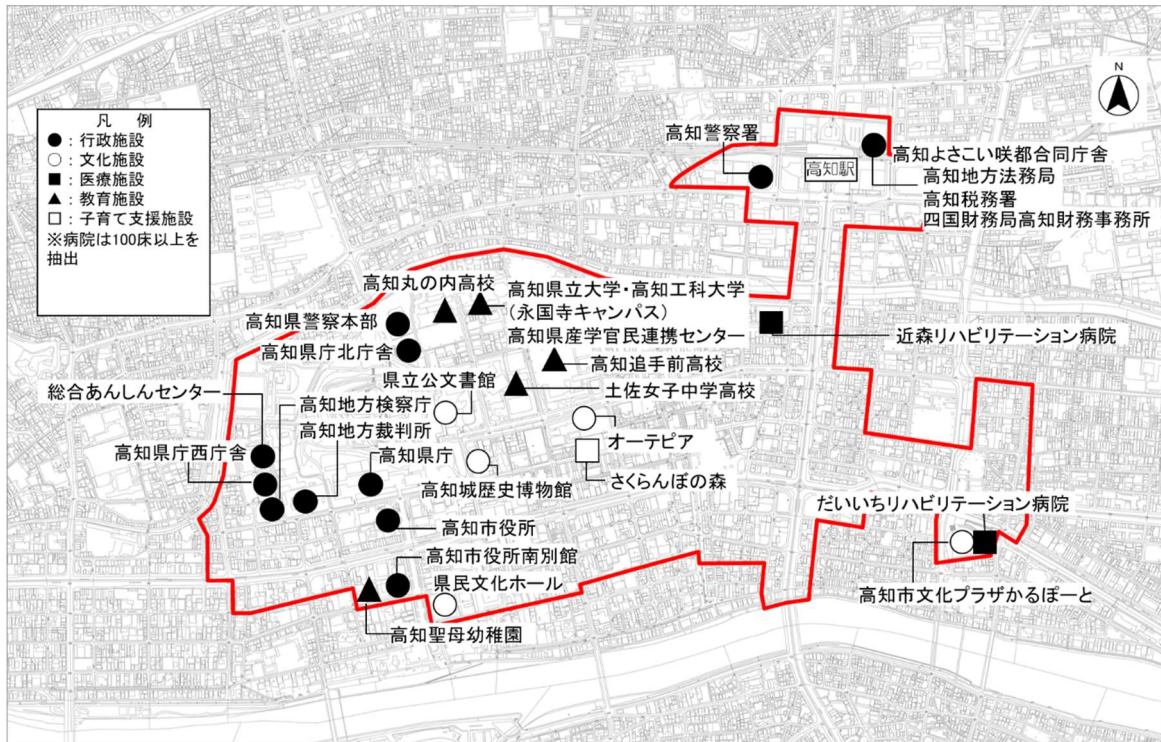 凡 例
●：行政施設
○：文化施設
■：医療施設
▲：教育施設
□：子育て支援施設
※病院は100床以上を
抽出
N
高知警察署
高知駅
高知よさこい咲都合同庁舎
高知地方法務局
高知税務署
四国財務局高知財務事務所
高知丸の内高校
高知県立大学・高知工科大学
（永国寺キャンパス）
高知県産学官民連携センター
高知県警察本部
高知県庁北庁舎
近森リハビリテーション病院
高知追手前高校
県立公文書館
土佐女子中学高校
総合あんしんセンター
高知地方検察庁
高知地方裁判所
オーテピア
高知県庁西庁舎
高知県庁
高知城歴史博物館
さくらんぼの森
だいいちリハビリテーション病院
高知市役所
高知市役所南別館
県民文化ホール
高知市文化プラザかるぽーと
高知聖母幼稚園